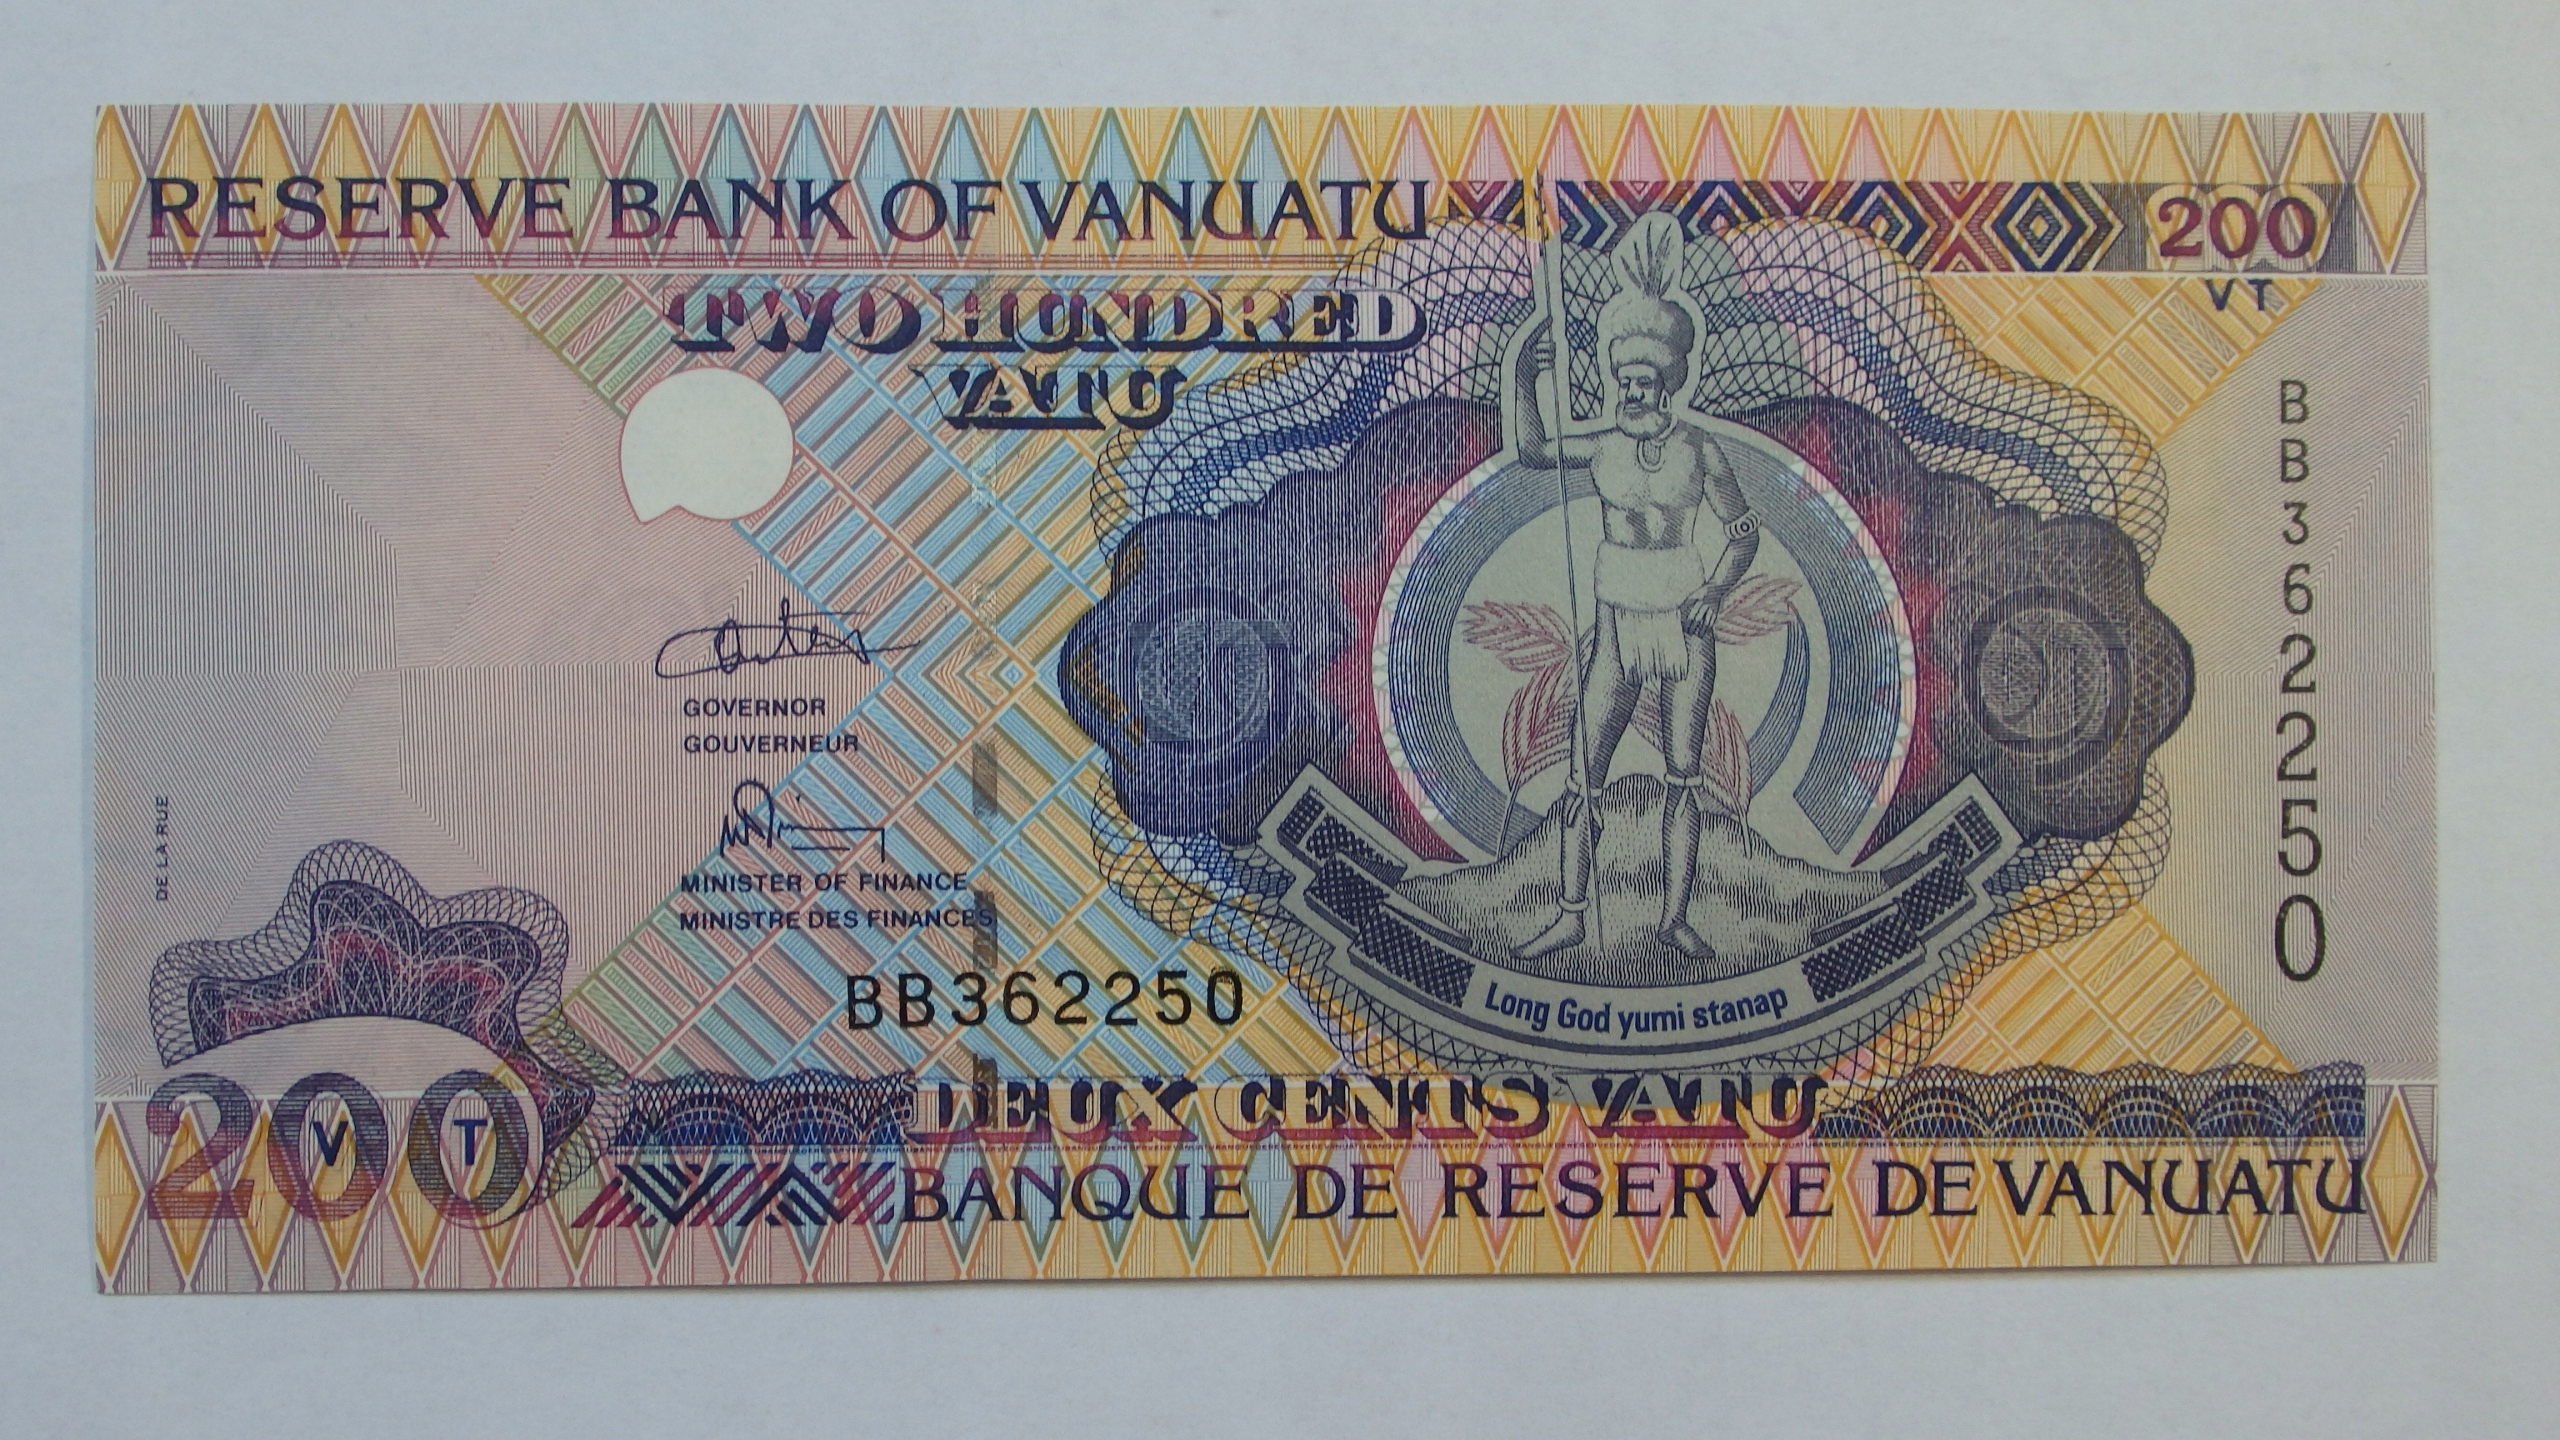 RESERVE BANK OF VANUATU
200
VT
TWO HUNDRED
VATU
BB362250
GOVERNOR
GOUVERNEUR
MINISTER OF FINANCE
MINISTRE DES FINANCES
DE LA RUE
BB362250
Long God yumi stanap
200
V T
DEUX CENTS VATU
BANQUE DE RESERVE DE VANUATU